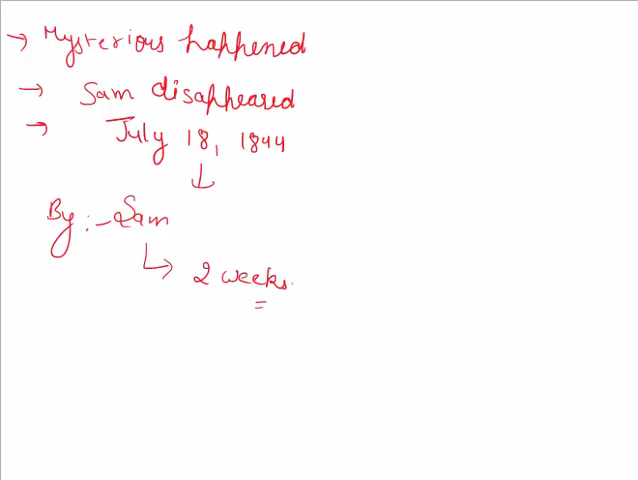 → Mysterious happened
→ Sam disappeared
→ July 18, 1844
↓
By :- Sam
↳ 2 weeks.